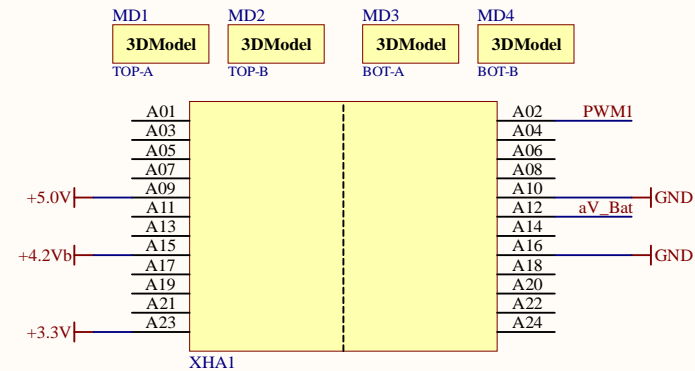 MD1 MD2 MD3 MD4
3DModel 3DModel 3DModel 3DModel
TOP-A TOP-B BOT-A BOT-B
A01 A02 PWM1
A03 A04
A05 A06
A07 A08
+5.0V A09 A10 GND
A11 A12 aV_Bat
A13 A14
+4.2Vb A15 A16 GND
A17 A18
A19 A20
A21 A22
+3.3V A23 A24
XHA1